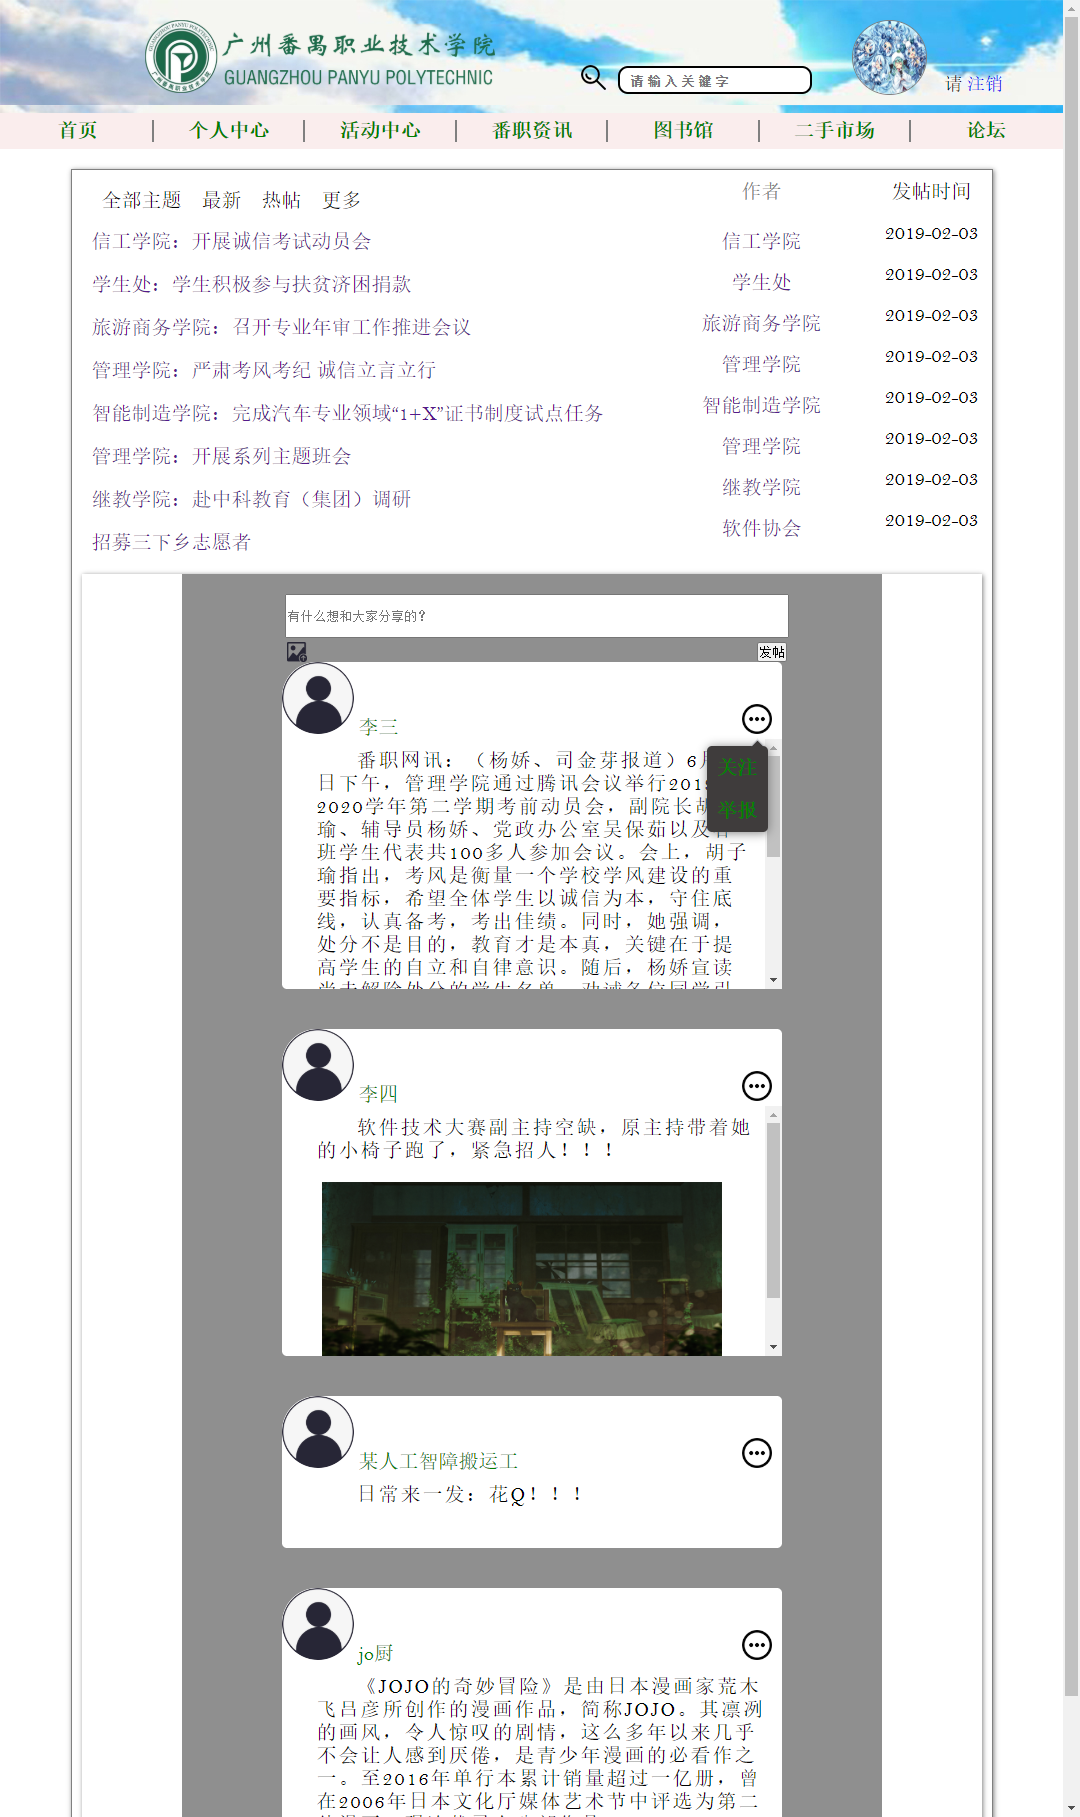 广州番禺职业技术学院
GUANGZHOU PANYU POLYTECHNIC
请输入关键字
请 注销
首页 个人中心 活动中心 番职资讯 图书馆 二手市场 论坛
全部主题 最新 热帖 更多 作者 发帖时间
信工学院：开展诚信考试动员会 信工学院 2019-02-03
学生处：学生积极参与扶贫济困捐款 学生处 2019-02-03
旅游商务学院：召开专业年审工作推进会议 旅游商务学院 2019-02-03
管理学院：严肃考风考纪 诚信立言立行 管理学院 2019-02-03
智能制造学院：完成汽车专业领域“1+X”证书制度试点任务 智能制造学院 2019-02-03
管理学院：开展系列主题班会 管理学院 2019-02-03
继教学院：赴中科教育（集团）调研 继教学院 2019-02-03
招募三下乡志愿者 软件协会 2019-02-03
有什么想和大家分享的？
发帖
李三
关注
举报
番职网讯：（杨娇、司金芽报道）6月
日下午，管理学院通过腾讯会议举行201
2020学年第二学期考前动员会，副院长胡
瑜、辅导员杨娇、党政办公室吴保茹以及各
班学生代表共100多人参加会议。会上，胡子
瑜指出，考风是衡量一个学校学风建设的重
要指标，希望全体学生以诚信为本，守住底
线，认真备考，考出佳绩。同时，她强调，
处分不是目的，教育才是本真，关键在于提
高学生的自立和自律意识。随后，杨娇宣读
李四
软件技术大赛副主持空缺，原主持带着她
的小椅子跑了，紧急招人！！！
某人工智障搬运工
日常来一发：花Q！！！
jo厨
《JOJO的奇妙冒险》是由日本漫画家荒木
飞吕彦所创作的漫画作品，简称JOJO。其凛冽
的画风，令人惊叹的剧情，这么多年以来几乎
不会让人感到厌倦，是青少年漫画的必看作之
一。至2016年单行本累计销量超过一亿册，曾
在2006年日本文化厅媒体艺术节中评选为第二